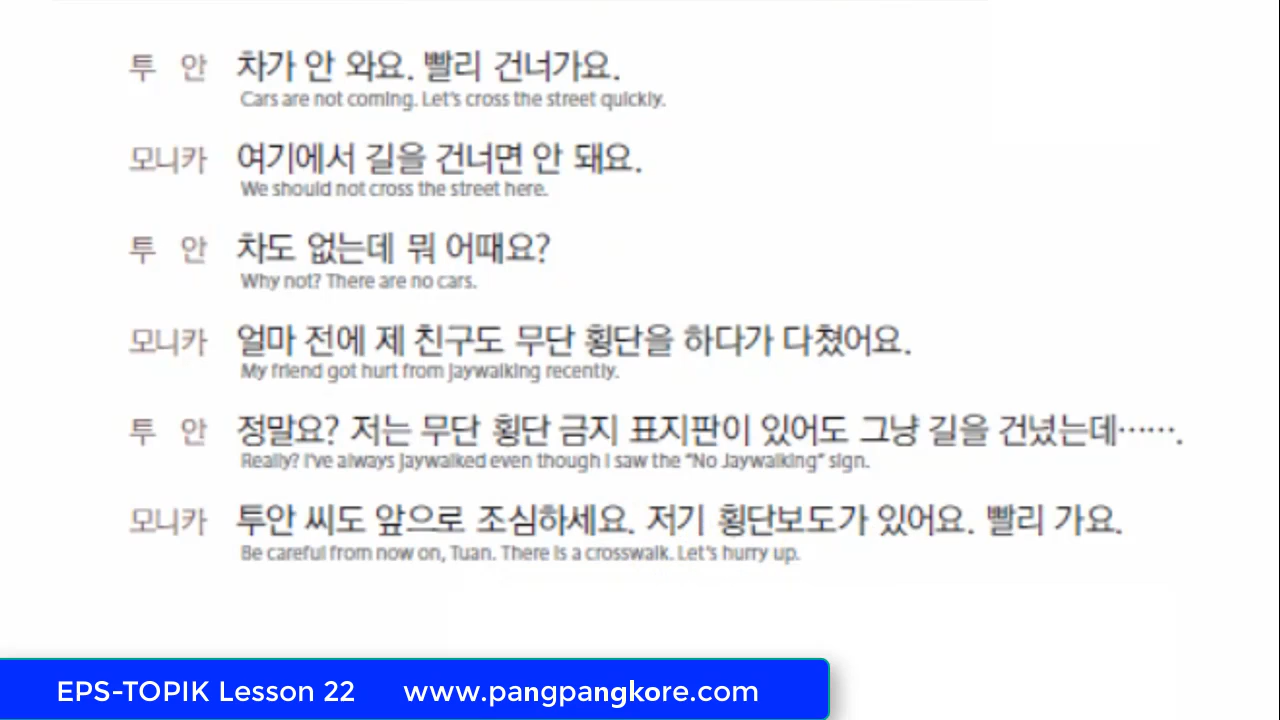 투 안 차가 안 와요. 빨리 건너가요.
Cars are not coming. Let's cross the street quickly.
모니카 여기에서 길을 건너면 안 돼요.
We should not cross the street here.
투 안 차도 없는데 뭐 어때요?
Why not? There are no cars.
모니카 얼마 전에 제 친구도 무단 횡단을 하다가 다쳤어요.
My friend got hurt from jaywalking recently.
투 안 정말요? 저는 무단 횡단 금지 표지판이 있어도 그냥 길을 건넜는데…….
Really? I've always jaywalked even though I saw the "No Jaywalking" sign.
모니카 투안 씨도 앞으로 조심하세요. 저기 횡단보도가 있어요. 빨리 가요.
Be careful from now on, Tuan. There is a crosswalk. Let's hurry up.
EPS-TOPIK Lesson 22 www.pangpangkore.com